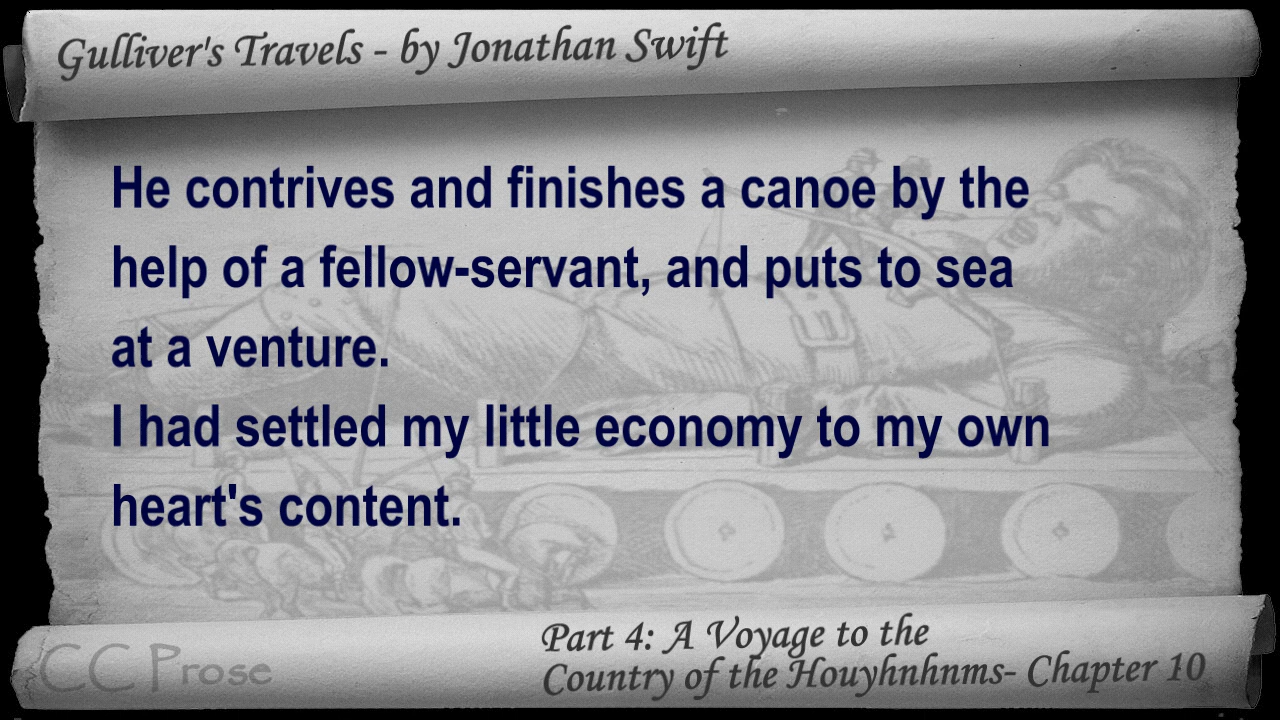 Gulliver's Travels - by Jonathan Swift
He contrives and finishes a canoe by the
help of a fellow-servant, and puts to sea
at a venture.
I had settled my little economy to my own
heart's content.
Part 4: A Voyage to the
Country of the Houyhnhnms- Chapter 10
CC Prose